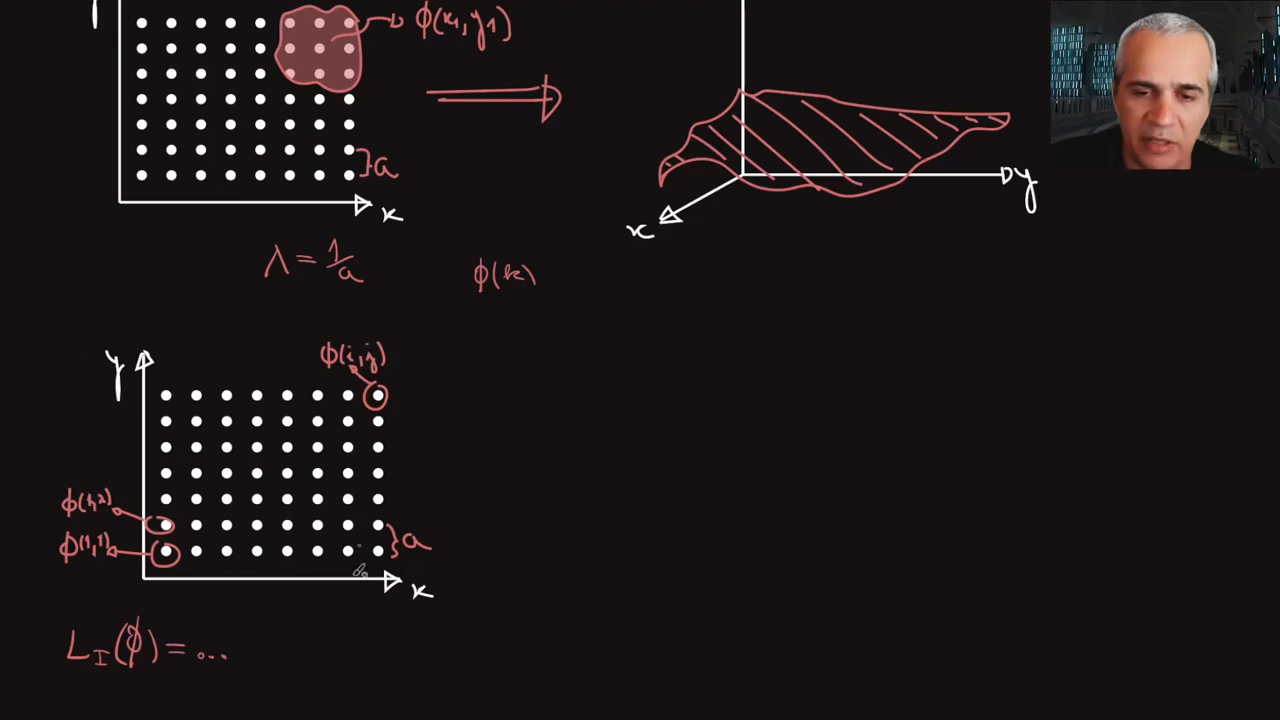 Y
ϕ(x₁, y₁)
a
x
y
x
Λ = 1/a
ϕ(k)
ϕ(i, j)
Y
ϕ(1,2)
ϕ(1,1)
a
x
L_I(ϕ) = ...